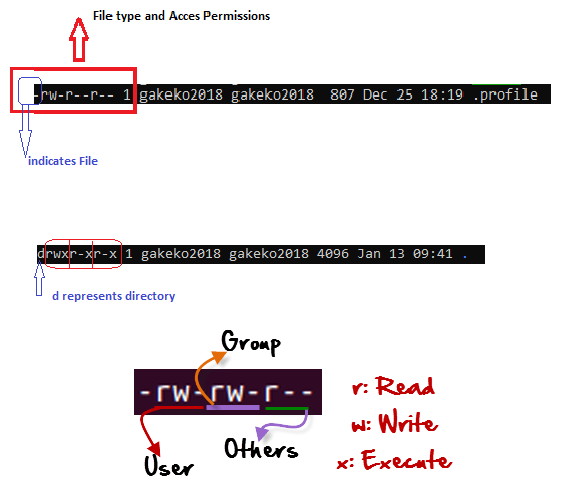 File type and Acces Permissions
-rw-r--r-- 1 gakeko2018 gakeko2018  807 Dec 25 18:19 .profile
indicates File
drwxr-xr-x 1 gakeko2018 gakeko2018 4096 Jan 13 09:41 .
d represents directory
Group
-rw-rw-r--
r: Read
w: Write
x: Execute
Others
User